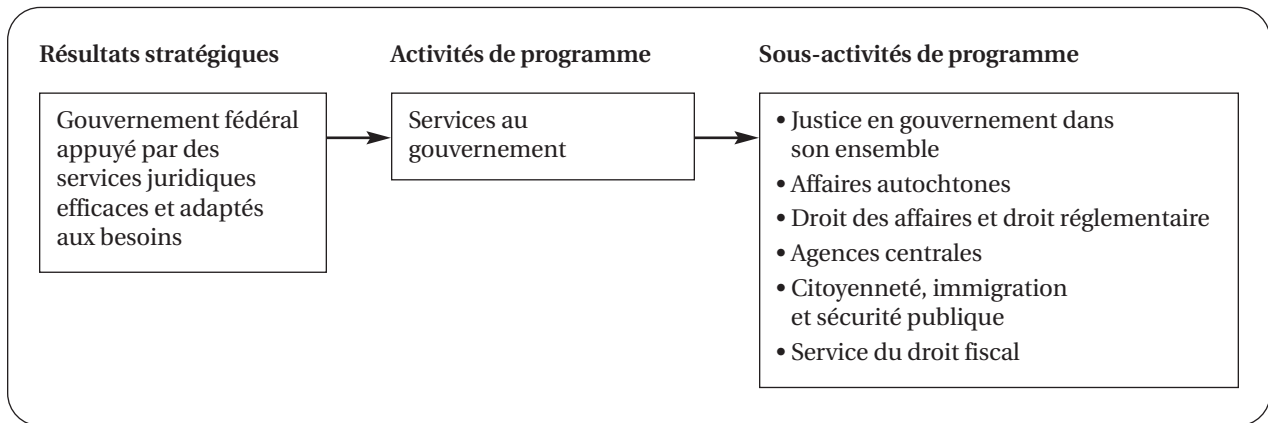 Résultats stratégiques
Gouvernement fédéral
appuyé par des
services juridiques
efficaces et adaptés
aux besoins
Activités de programme
Services au
gouvernement
Sous-activités de programme
• Justice en gouvernement dans
son ensemble
• Affaires autochtones
• Droit des affaires et droit réglementaire
• Agences centrales
• Citoyenneté, immigration
et sécurité publique
• Service du droit fiscal